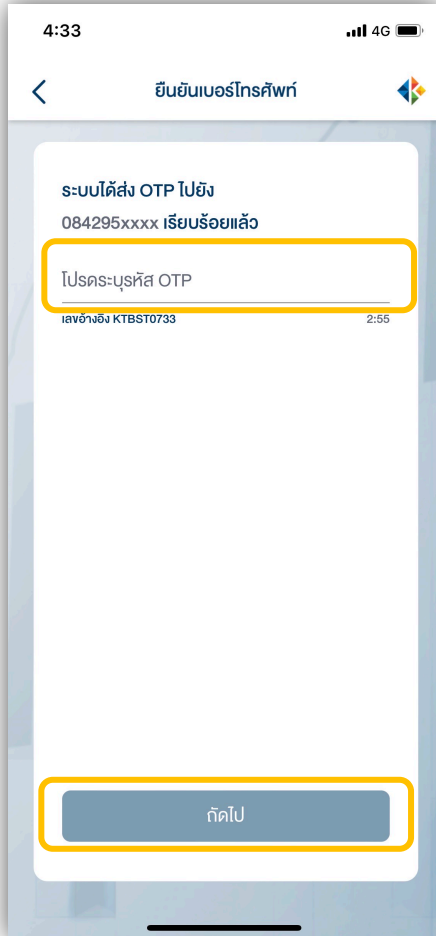 4:33
4G
ยืนยันเบอร์โทรศัพท์
ระบบได้ส่ง OTP ไปยัง
084295xxxx เรียบร้อยแล้ว
โปรดระบุรหัส OTP
เลขอ้างอิง KTBST0733 2:55
ถัดไป